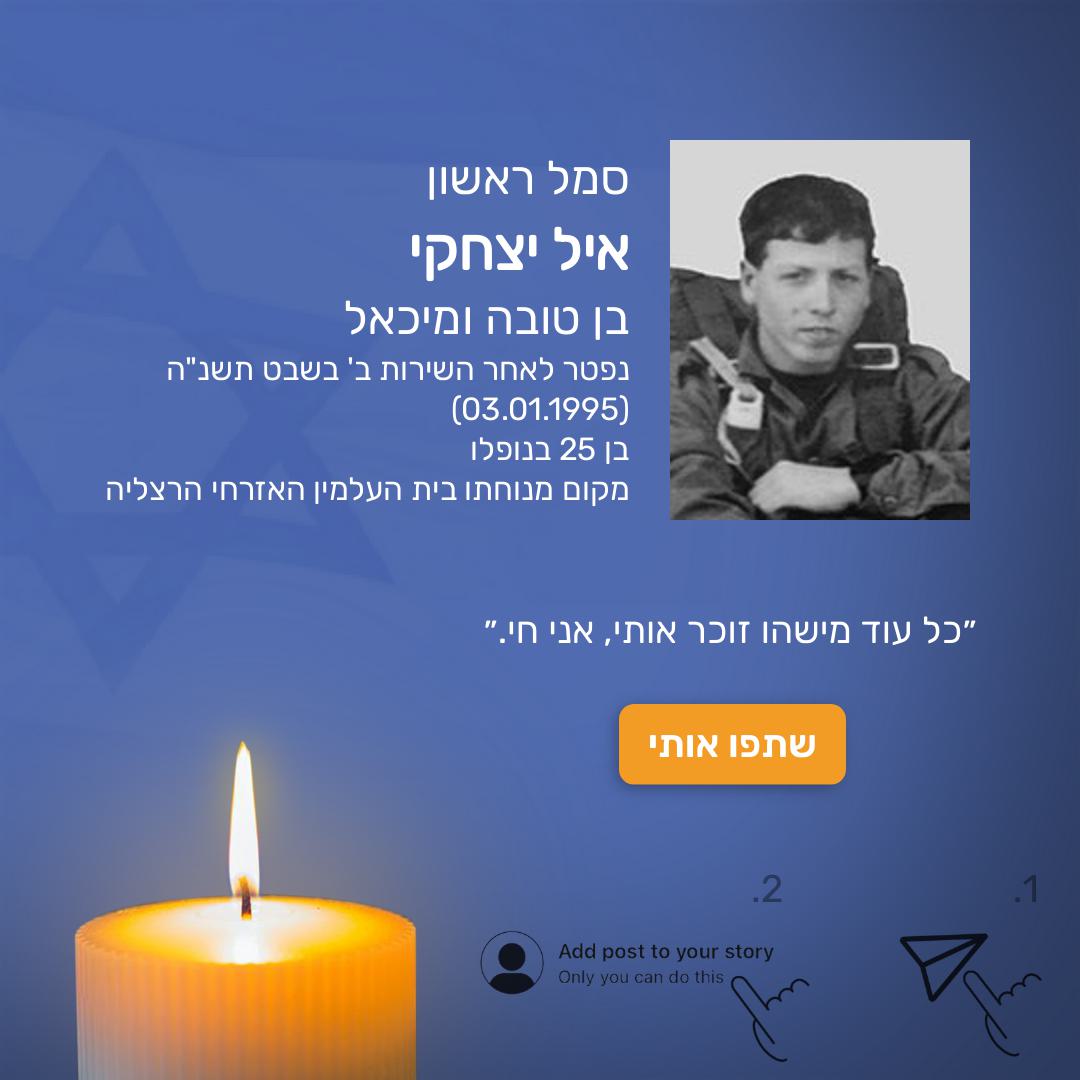 סמל ראשון
איל יצחקי
בן טובה ומיכאל
נפטר לאחר השירות ב' בשבט תשנ"ה
(03.01.1995)
בן 25 בנופלו
מקום מנוחתו בית העלמין האזרחי הרצליה
״כל עוד מישהו זוכר אותי, אני חי.״
שתפו אותי
.1
.2
Add post to your story
Only you can do this